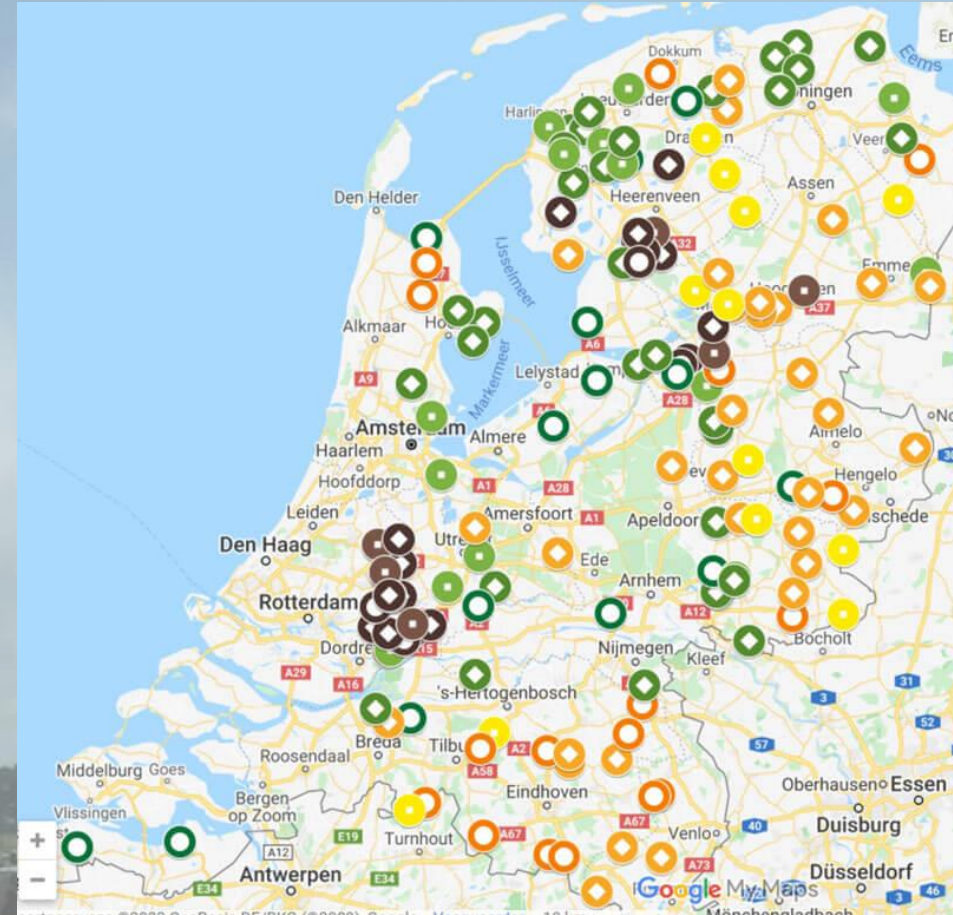 Dokkum
Eems
Harlin
ningen
Veer
Assen
Den Helder
Heerenveen
A32
IJsselmeer
Emme
A37
Alkmaar
Ho
A6
Markermeer
A9
Lelystad
A28
Amsterdam
Almere
Almelo
Haarlem
Hoofddorp
Hengelo
A1
A28
Leiden
Amersfoort
A1
Apeldoor
schede
Den Haag
Utre
Ede
Arnhem
Rotterdam
A12
Bocholt
Dordre
A15
Nijmegen
Kleef
A29
A16
's-Hertogenbosch
31
3
52
Breda
Tilbu
A2
57
Roosendaal
A58
Middelburg
Goes
Eindhoven
Oberhausen
Essen
Vlissingen
Bergen
op Zoom
E19
Turnhout
A67
A67
Venlo
40
Duisburg
A12
+
−
Antwerpen
E34
E34
A73
Düsseldorf
Google My Maps
3
46
Mönchengladbach